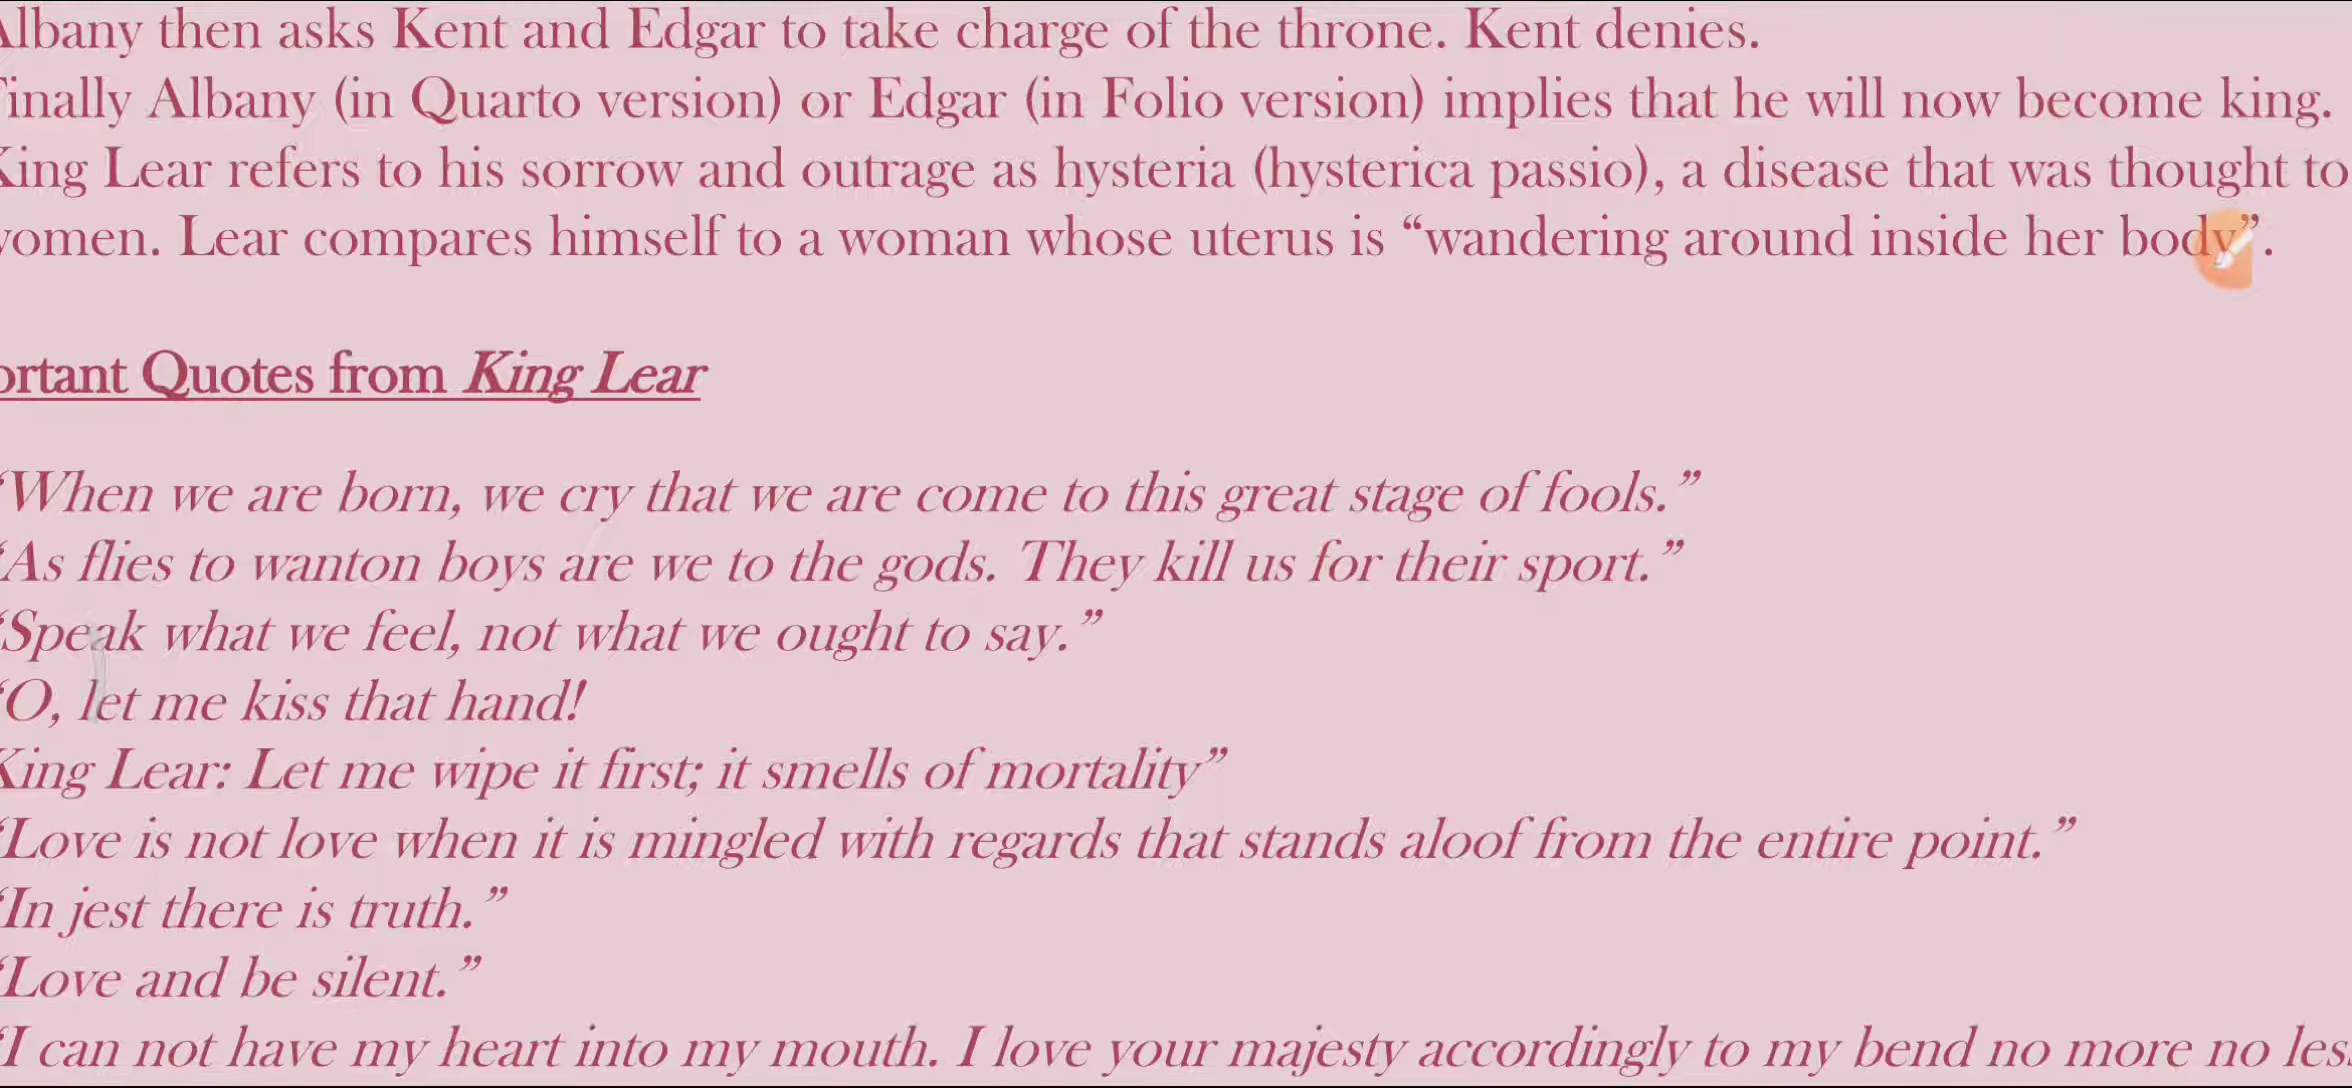 Albany then asks Kent and Edgar to take charge of the throne. Kent denies.
Finally Albany (in Quarto version) or Edgar (in Folio version) implies that he will now become king.
King Lear refers to his sorrow and outrage as hysteria (hysterica passio), a disease that was thought to
women. Lear compares himself to a woman whose uterus is “wandering around inside her body”.
ortant Quotes from King Lear
“When we are born, we cry that we are come to this great stage of fools.”
“As flies to wanton boys are we to the gods. They kill us for their sport.”
“Speak what we feel, not what we ought to say.”
“O, let me kiss that hand!
King Lear: Let me wipe it first; it smells of mortality”
“Love is not love when it is mingled with regards that stands aloof from the entire point.”
“In jest there is truth.”
“Love and be silent.”
“I can not have my heart into my mouth. I love your majesty accordingly to my bend no more no les